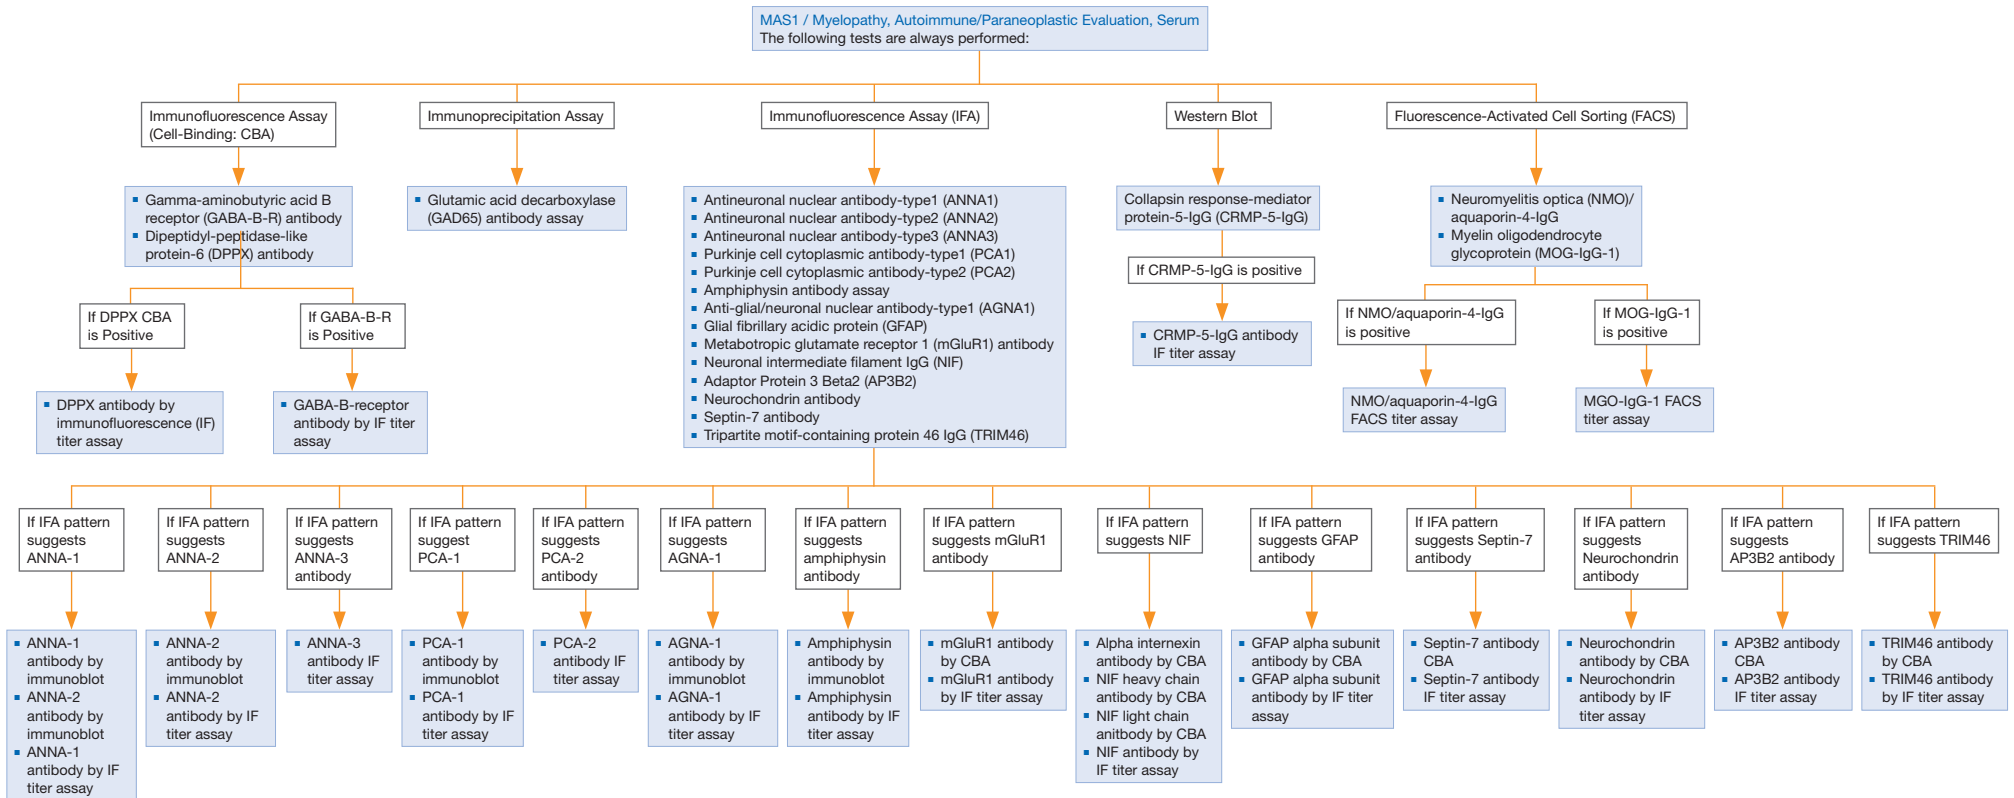 MAS1 / Myelopathy, Autoimmune/Paraneoplastic Evaluation, Serum
The following tests are always performed:
Immunofluorescence Assay
(Cell-Binding: CBA)
Immunoprecipitation Assay
Immunofluorescence Assay (IFA)
Western Blot
Fluorescence-Activated Cell Sorting (FACS)
▪ Gamma-aminobutyric acid B
receptor (GABA-B-R) antibody
▪ Dipeptidyl-peptidase-like
protein-6 (DPPX) antibody
▪ Glutamic acid decarboxylase
(GAD65) antibody assay
▪ Antineuronal nuclear antibody-type1 (ANNA1)
▪ Antineuronal nuclear antibody-type2 (ANNA2)
▪ Antineuronal nuclear antibody-type3 (ANNA3)
▪ Purkinje cell cytoplasmic antibody-type1 (PCA1)
▪ Purkinje cell cytoplasmic antibody-type2 (PCA2)
▪ Amphiphysin antibody assay
▪ Anti-glial/neuronal nuclear antibody-type1 (AGNA1)
▪ Glial fibrillary acidic protein (GFAP)
▪ Metabotropic glutamate receptor 1 (mGluR1) antibody
▪ Neuronal intermediate filament IgG (NIF)
▪ Adaptor Protein 3 Beta2 (AP3B2)
▪ Neurochondrin antibody
▪ Septin-7 antibody
▪ Tripartite motif-containing protein 46 IgG (TRIM46)
Collapsin response-mediator
protein-5-IgG (CRMP-5-IgG)
▪ Neuromyelitis optica (NMO)/
aquaporin-4-IgG
▪ Myelin oligodendrocyte
glycoprotein (MOG-IgG-1)
If DPPX CBA
is Positive
If GABA-B-R
is Positive
If CRMP-5-IgG is positive
If NMO/aquaporin-4-IgG
is positive
If MOG-IgG-1
is positive
▪ DPPX antibody by
immunofluorescence (IF)
titer assay
▪ GABA-B-receptor
antibody by IF titer
assay
▪ CRMP-5-IgG antibody
IF titer assay
NMO/aquaporin-4-IgG
FACS titer assay
MGO-IgG-1 FACS
titer assay
If IFA pattern
suggests
ANNA-1
If IFA pattern
suggests
ANNA-2
If IFA pattern
suggests
ANNA-3
antibody
If IFA pattern
suggest
PCA-1
If IFA pattern
suggests
PCA-2
antibody
If IFA pattern
suggests
AGNA-1
If IFA pattern
suggests
amphiphysin
antibody
If IFA pattern
suggests mGluR1
antibody
If IFA pattern
suggests NIF
If IFA pattern
suggests GFAP
antibody
If IFA pattern
suggests Septin-7
antibody
If IFA pattern
suggests
Neurochondrin
antibody
If IFA pattern
suggests
AP3B2 antibody
If IFA pattern
suggests TRIM46
▪ ANNA-1
antibody by
immunoblot
▪ ANNA-2
antibody by
immunoblot
▪ ANNA-1
antibody by IF
titer assay
▪ ANNA-2
antibody by
immunoblot
▪ ANNA-2
antibody by IF
titer assay
▪ ANNA-3
antibody IF
titer assay
▪ PCA-1
antibody by
immunoblot
▪ PCA-1
antibody by IF
titer assay
▪ PCA-2
antibody IF
titer assay
▪ AGNA-1
antibody by
immunoblot
▪ AGNA-1
antibody by IF
titer assay
▪ Amphiphysin
antibody by
immunoblot
▪ Amphiphysin
antibody by IF
titer assay
▪ mGluR1 antibody
by CBA
▪ mGluR1 antibody
by IF titer assay
▪ Alpha internexin
antibody by CBA
▪ NIF heavy chain
antibody by CBA
▪ NIF light chain
anitbody by CBA
▪ NIF antibody by
IF titer assay
▪ GFAP alpha subunit
antibody by CBA
▪ GFAP alpha subunit
antibody by IF titer
assay
▪ Septin-7 antibody
CBA
▪ Septin-7 antibody
IF titer assay
▪ Neurochondrin
antibody by CBA
▪ Neurochondrin
antibody by IF
titer assay
▪ AP3B2 antibody
CBA
▪ AP3B2 antibody
IF titer assay
▪ TRIM46 antibody
by CBA
▪ TRIM46 antibody
by IF titer assay